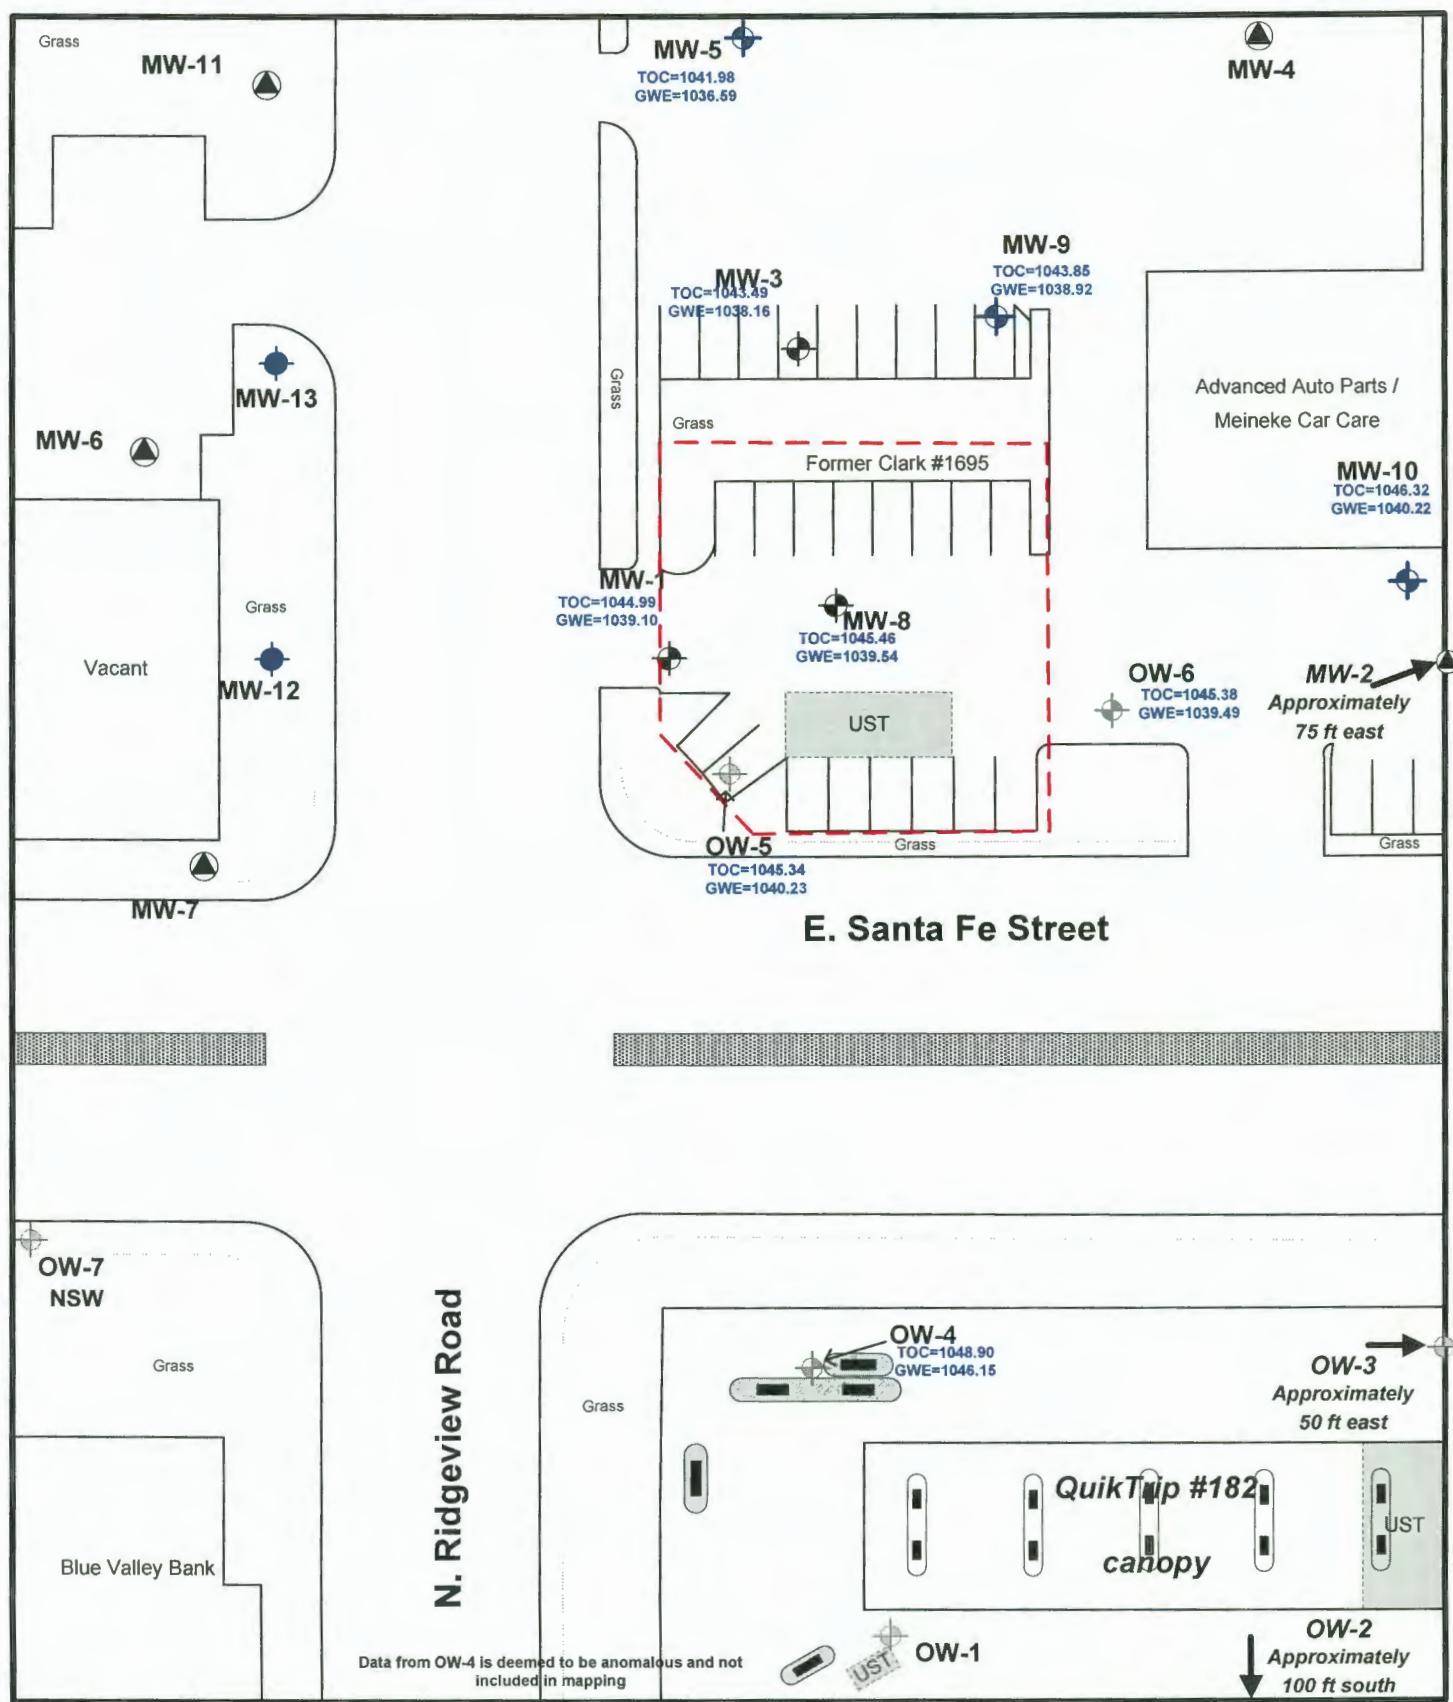 Grass
MW-11
MW-5
TOC=1041.98
GWE=1036.59
MW-4
MW-9
TOC=1043.85
GWE=1038.92
MW-3
TOC=1043.49
GWE=1038.16
MW-13
MW-6
Grass
Grass
Former Clark #1695
Advanced Auto Parts /
Meineke Car Care
MW-10
TOC=1046.32
GWE=1040.22
MW-1
TOC=1044.99
GWE=1039.10
Grass
MW-8
TOC=1045.46
GWE=1039.54
Vacant
MW-12
OW-6
TOC=1045.38
GWE=1039.49
MW-2
Approximately
75 ft east
UST
OW-5
TOC=1045.34
GWE=1040.23
Grass
Grass
MW-7
E. Santa Fe Street
OW-7
NSW
N. Ridgeview Road
OW-4
TOC=1048.90
GWE=1046.15
OW-3
Approximately
50 ft east
Grass
Grass
QuikTrip #182
canopy
UST
Blue Valley Bank
OW-1
UST
OW-2
Approximately
100 ft south
Data from OW-4 is deemed to be anomalous and not
included in mapping